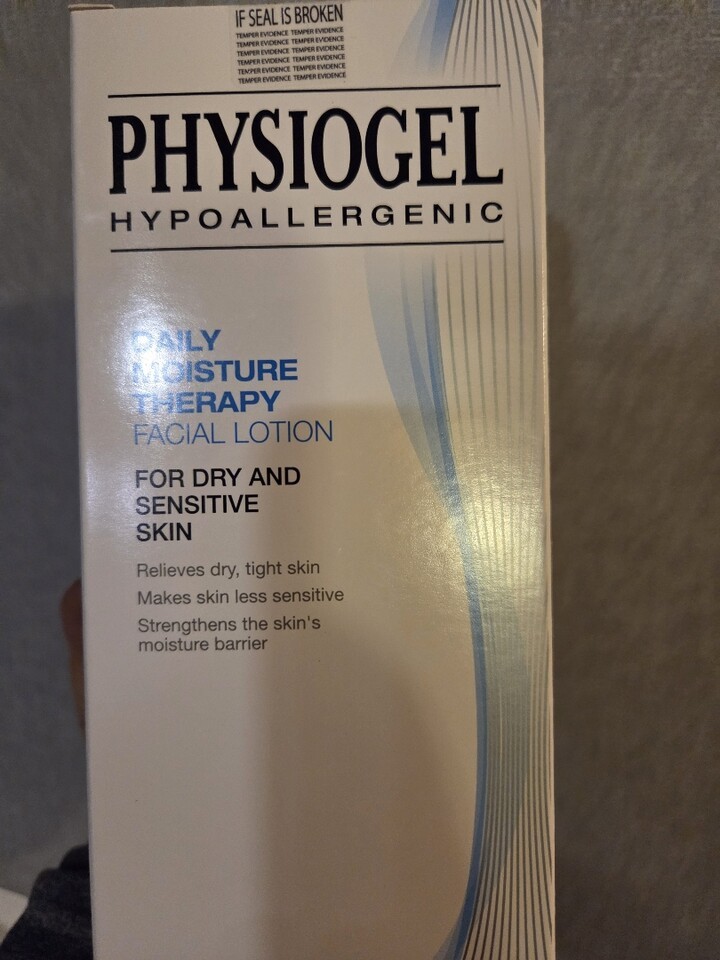 IF SEAL IS BROKEN
TEMPER EVIDENCE TEMPER EVIDENCE
TEMPER EVIDENCE TEMPER EVIDENCE
TEMPER EVIDENCE TEMPER EVIDENCE
TEMPER EVIDENCE TEMPER EVIDENCE
TEMPER EVIDENCE TEMPER EVIDENCE
TEMPER EVIDENCE TEMPER EVIDENCE
PHYSIOGEL
HYPOALLERGENIC
DAILY
MOISTURE
THERAPY
FACIAL LOTION
FOR DRY AND
SENSITIVE
SKIN
Relieves dry, tight skin
Makes skin less sensitive
Strengthens the skin's
moisture barrier